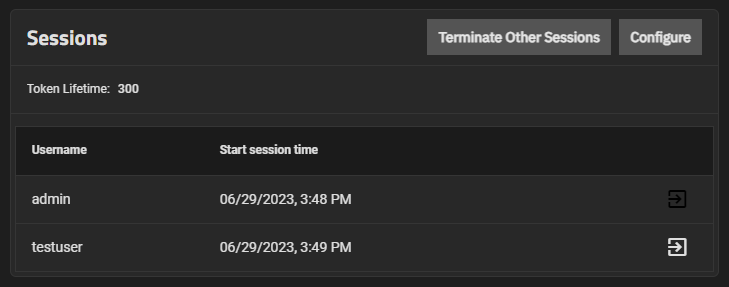 Sessions
Terminate Other Sessions
Configure
Token Lifetime: 300
Username Start session time
admin 06/29/2023, 3:48 PM
testuser 06/29/2023, 3:49 PM